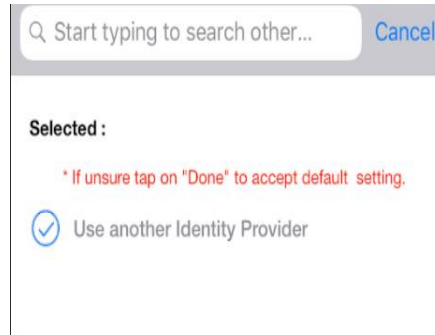 Start typing to search other...
Cancel
Selected :
* If unsure tap on "Done" to accept default setting.
Use another Identity Provider